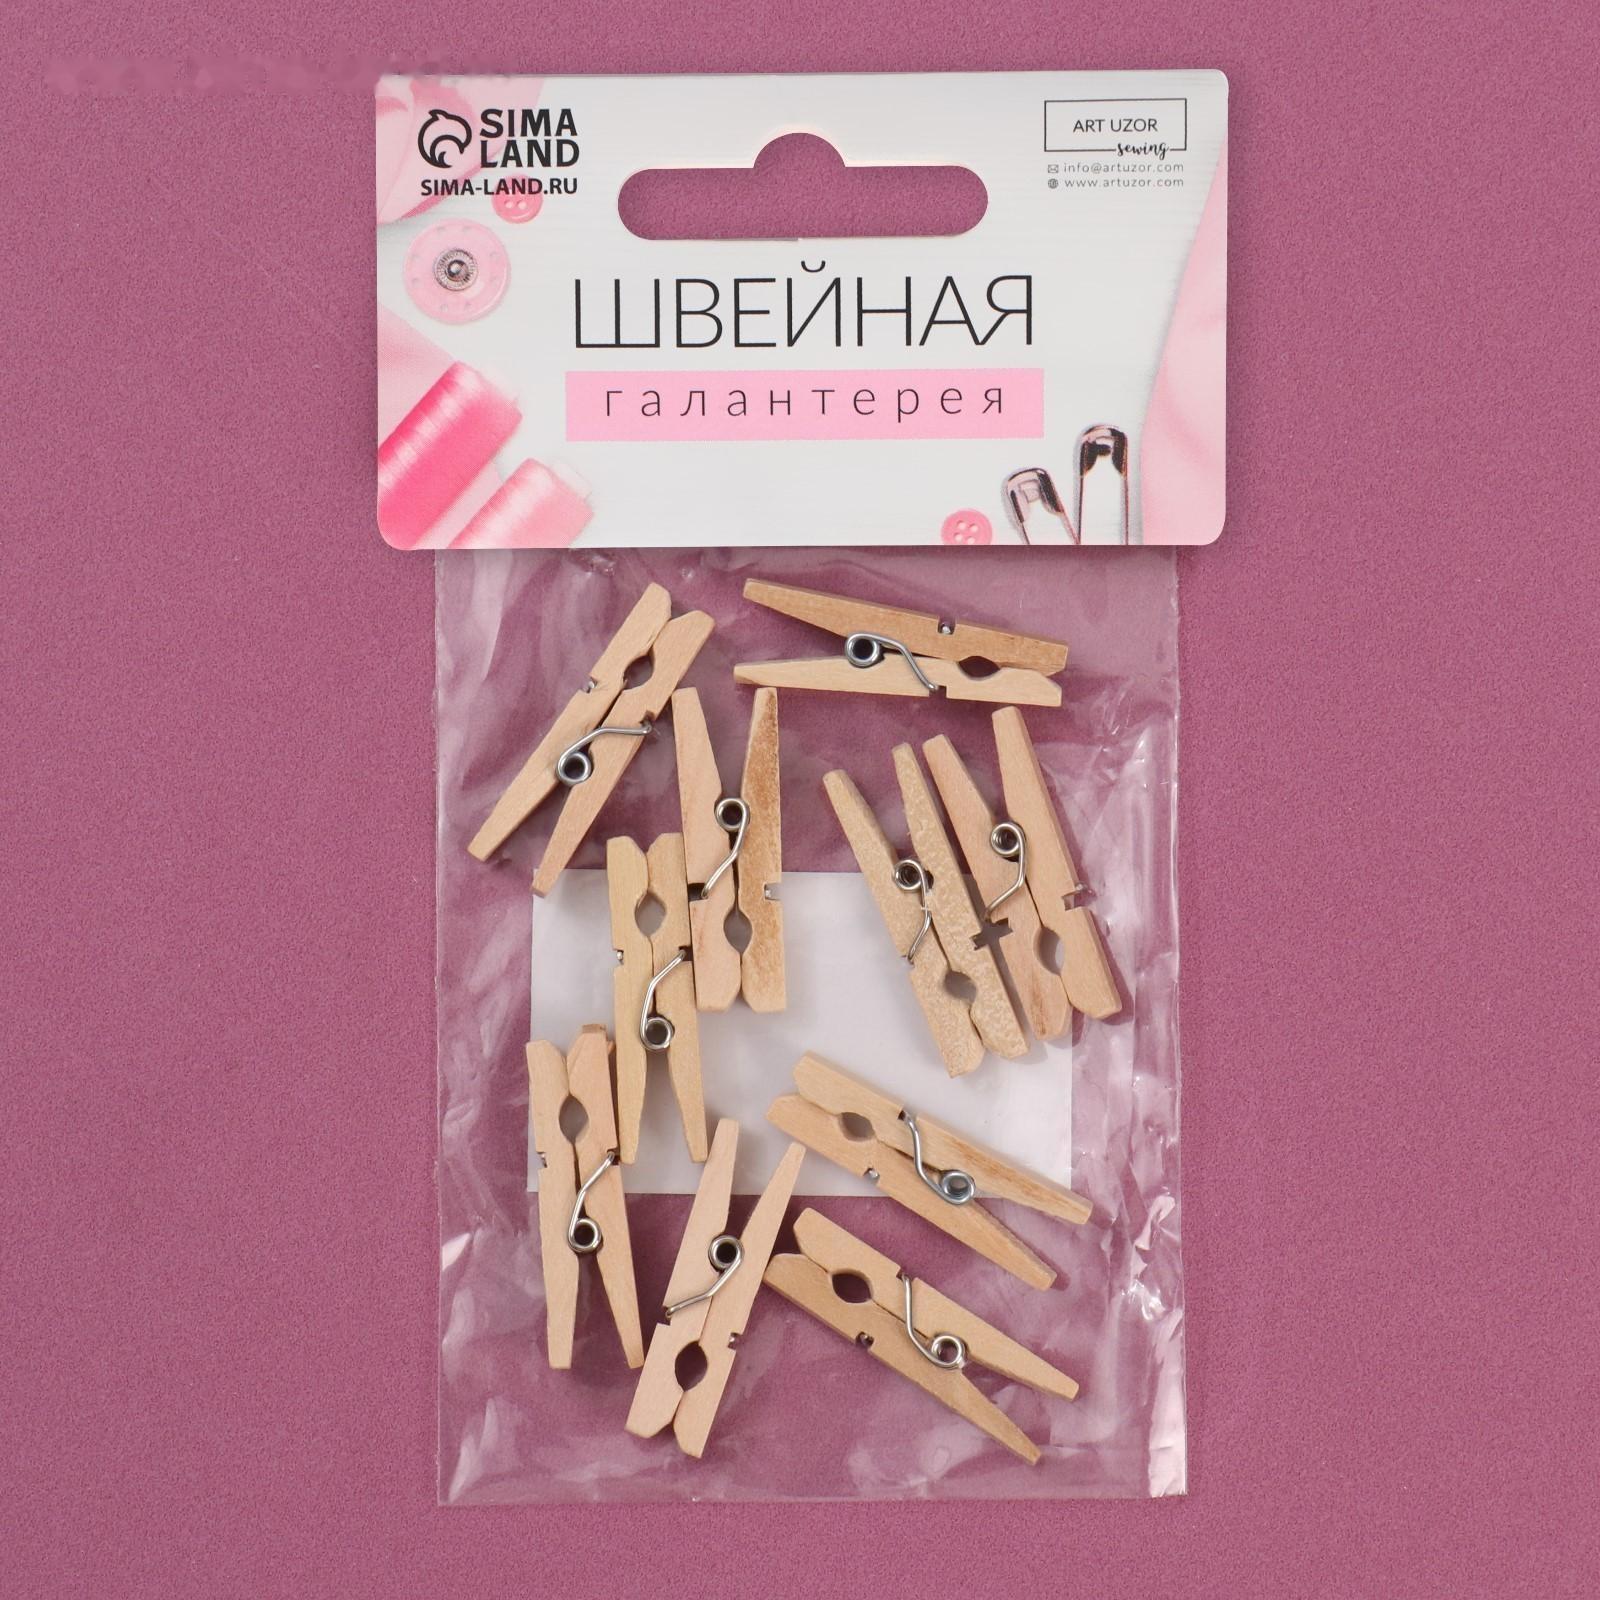 SIMA
LAND
SIMA-LAND.RU
ART UZOR
sewing
info@artuzor.com
www.artuzor.com
ШВЕЙНАЯ
галантерея